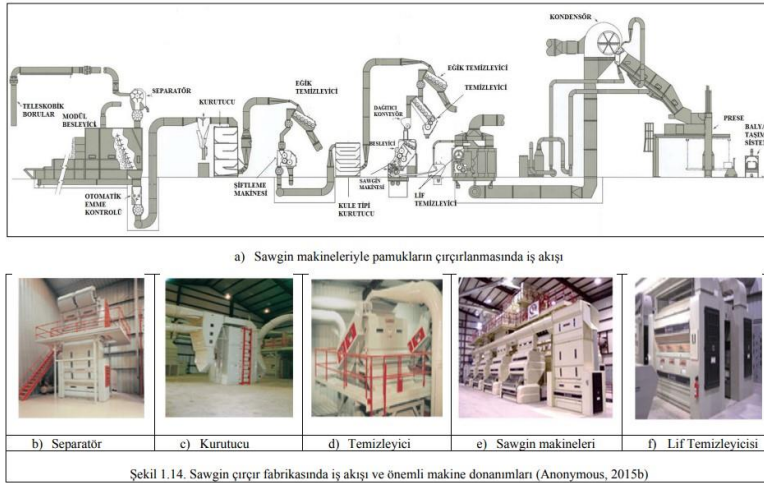 KONDENSÖR
SEPARATÖR
EĞİK
TEMİZLEYİCİ
EĞİK
TEMİZLEYİCİ
TELESKOBİK
BORULAR
MODÜL
BESLEYİCİ
KURUTUCU
DAĞITICI
KONVEYÖR
TEMİZLEYİCİ
BESLEYİCİ
PRESE
BALYA
TAŞIMA
SİSTEM
OTOMATİK
EMME
KONTROLÜ
ŞİFTLEME
MAKİNESİ
KULE TİPİ
KURUTUCU
SAWGIN
MAKİNESİ
LİF
TEMİZLEYİCİ
a) Sawgin makineleriyle pamukların çırçırlanmasında iş akışı
b) Separatör
c) Kurutucu
d) Temizleyici
e) Sawgin makineleri
f) Lif Temizleyicisi
Şekil 1.14. Sawgin çırçır fabrikasında iş akışı ve önemli makine donanımları (Anonymous, 2015b)